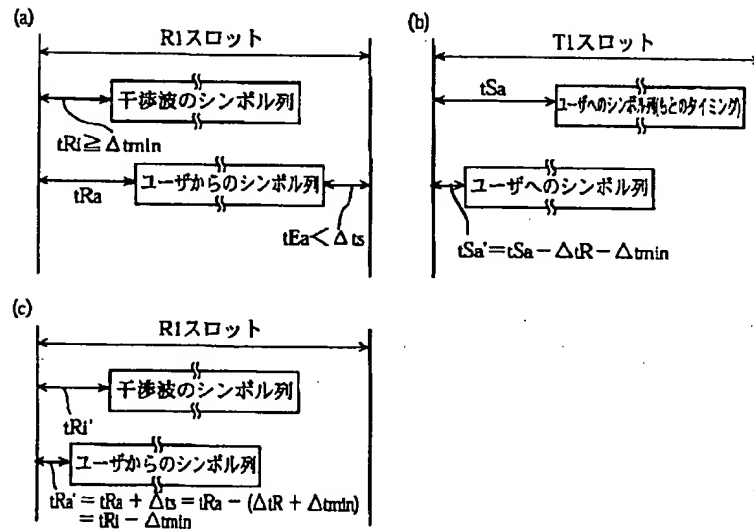 (a)
R1スロット
干渉波のシンボル列
tRi≧Δtmin
tRa
ユーザからのシンボル列
tEa<Δts
(b)
T1スロット
tSa
ユーザへのシンボル列(もとのタイミング)
ユーザへのシンボル列
tSa'=tSa−ΔtR−Δtmin
(c)
R1スロット
干渉波のシンボル列
tRi'
ユーザからのシンボル列
tRa'=tRa+Δts=tRa−(ΔtR+Δtmin)
=tRi−Δtmin